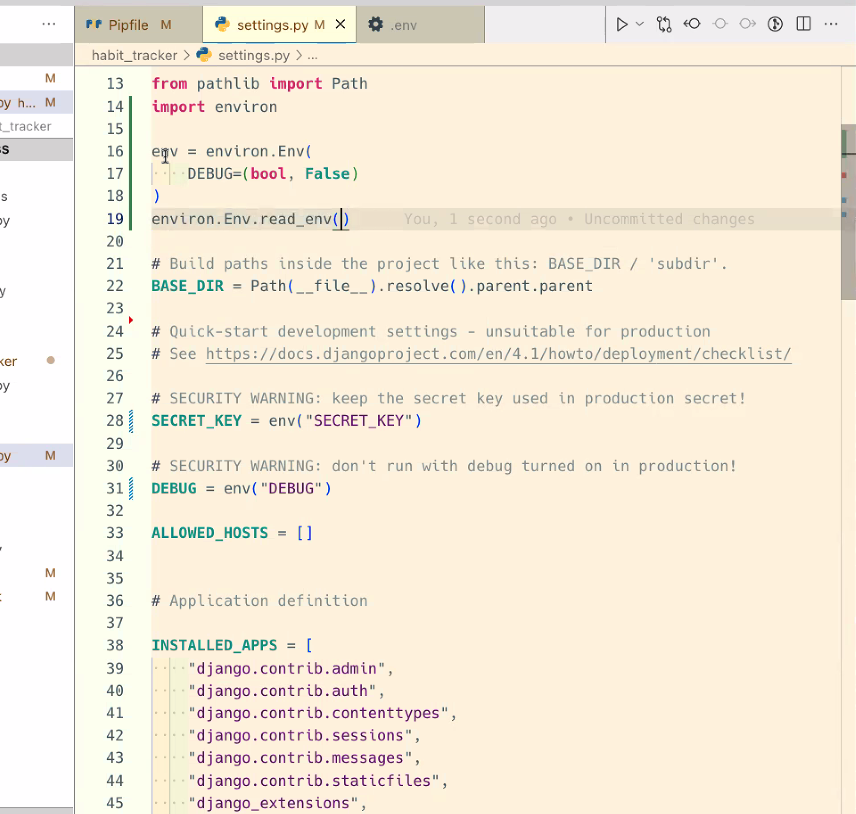 Pipfile M
settings.py M
.env
habit_tracker > settings.py > ...
M
py h... M
t_tracker
ss
s
py
y
ker
py
py M
M
t M
13 from pathlib import Path
14 import environ
15
16 env = environ.Env(
17 DEBUG=(bool, False)
18 )
19 environ.Env.read_env() You, 1 second ago • Uncommitted changes
20
21 # Build paths inside the project like this: BASE_DIR / 'subdir'.
22 BASE_DIR = Path(__file__).resolve().parent.parent
23
24 # Quick-start development settings - unsuitable for production
25 # See https://docs.djangoproject.com/en/4.1/howto/deployment/checklist/
26
27 # SECURITY WARNING: keep the secret key used in production secret!
28 SECRET_KEY = env("SECRET_KEY")
29
30 # SECURITY WARNING: don't run with debug turned on in production!
31 DEBUG = env("DEBUG")
32
33 ALLOWED_HOSTS = []
34
35
36 # Application definition
37
38 INSTALLED_APPS = [
39 "django.contrib.admin",
40 "django.contrib.auth",
41 "django.contrib.contenttypes",
42 "django.contrib.sessions",
43 "django.contrib.messages",
44 "django.contrib.staticfiles",
45 "django_extensions",